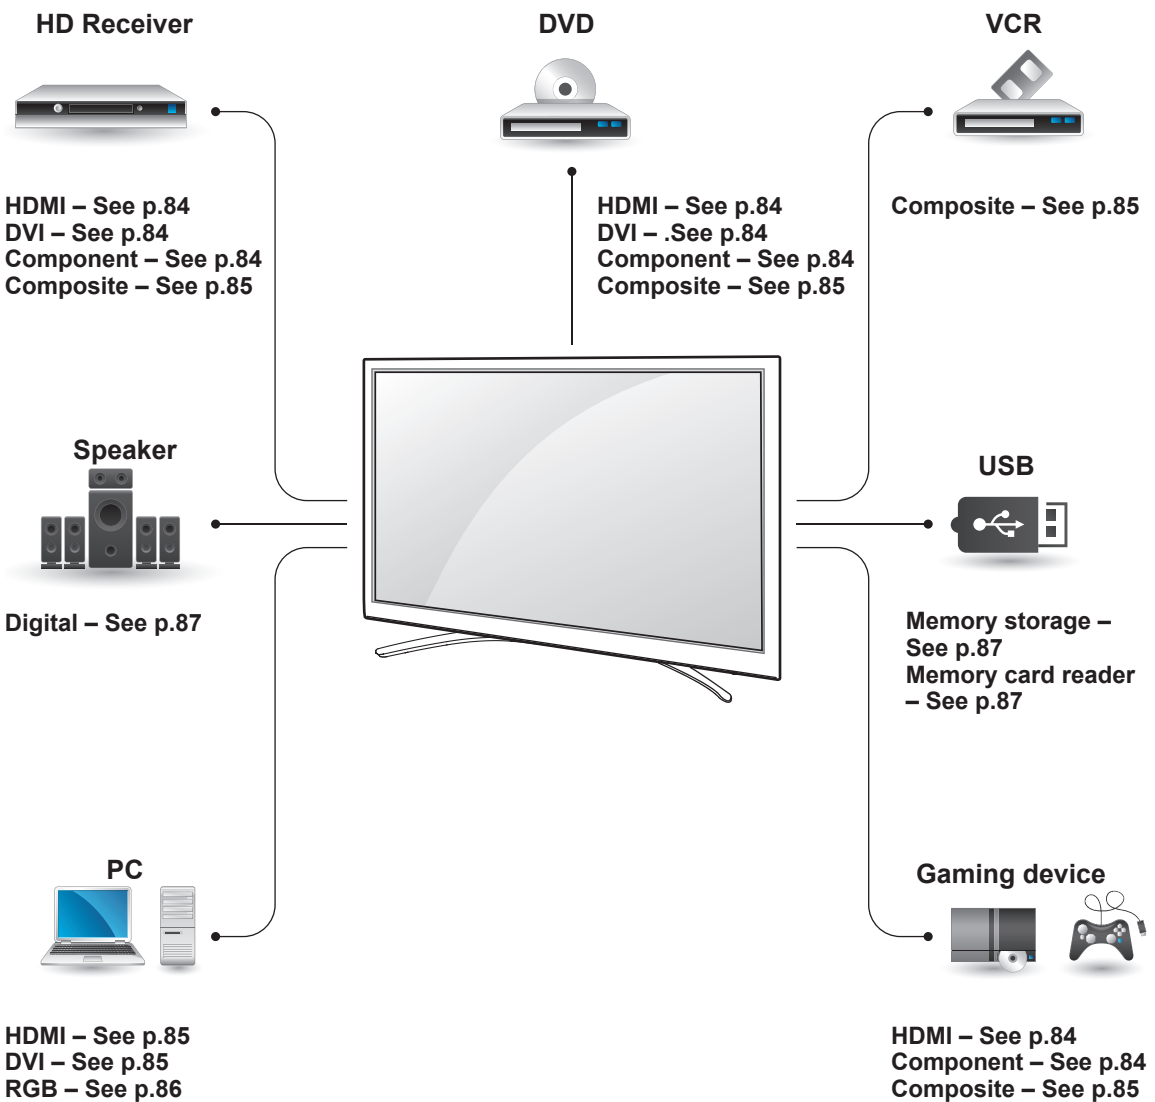 HD Receiver
HDMI – See p.84
DVI – See p.84
Component – See p.84
Composite – See p.85
DVD
HDMI – See p.84
DVI – .See p.84
Component – See p.84
Composite – See p.85
VCR
Composite – See p.85
Speaker
Digital – See p.87
USB
Memory storage –
See p.87
Memory card reader
– See p.87
PC
HDMI – See p.85
DVI – See p.85
RGB – See p.86
Gaming device
HDMI – See p.84
Component – See p.84
Composite – See p.85